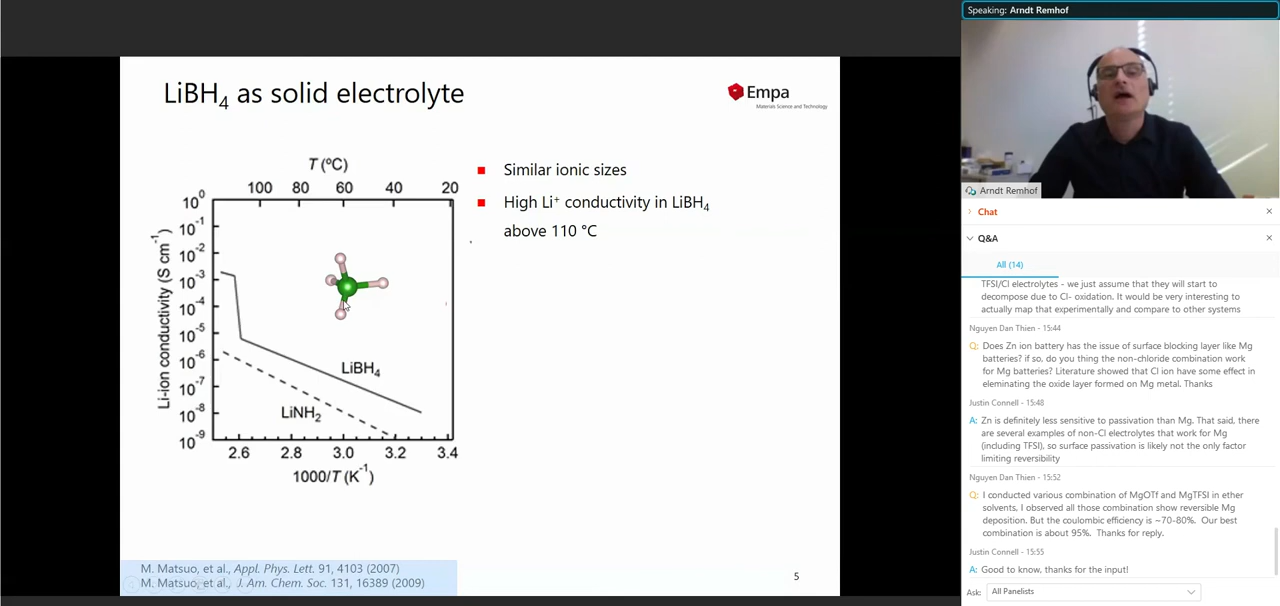 Speaking: Arndt Remhof
LiBH4 as solid electrolyte
Empa
Materials Science and Technology
T (°C)
100 80 60 40 20
10^0
10^-1
10^-2
10^-3
10^-4
10^-5
10^-6
10^-7
10^-8
10^-9
Li-ion conductivity (S cm^-1)
LiBH4
LiNH2
2.6 2.8 3.0 3.2 3.4
1000/T (K^-1)
■ Similar ionic sizes
■ High Li+ conductivity in LiBH4
above 110 °C
M. Matsuo, et al., Appl. Phys. Lett. 91, 4103 (2007)
M. Matsuo, et al., J. Am. Chem. Soc. 131, 16389 (2009)
5
Arndt Remhof
Chat
Q&A
All (14)
TFSI/Cl electrolytes - we just assume that they will start to
decompose due to Cl- oxidation. It would be very interesting to
actually map that experimentally and compare to other systems
Nguyen Dan Thien - 15:44
Q: Does Zn ion battery has the issue of surface blocking layer like Mg
batteries? if so, do you thing the non-chloride combination work
for Mg batteries? Literature showed that Cl ion have some effect in
eleminating the oxide layer formed on Mg metal. Thanks
Justin Connell - 15:48
A: Zn is definitely less sensitive to passivation than Mg. That said, there
are several examples of non-Cl electrolytes that work for Mg
(including TFSI), so surface passivation is likely not the only factor
limiting reversibility
Nguyen Dan Thien - 15:52
Q: I conducted various combination of MgOTf and MgTFSI in ether
solvents, I observed all those combination show reversible Mg
deposition. But the coulombic efficiency is ~70-80%. Our best
combination is about 95%. Thanks for reply.
Justin Connell - 15:55
A: Good to know, thanks for the input!
Ask: All Panelists